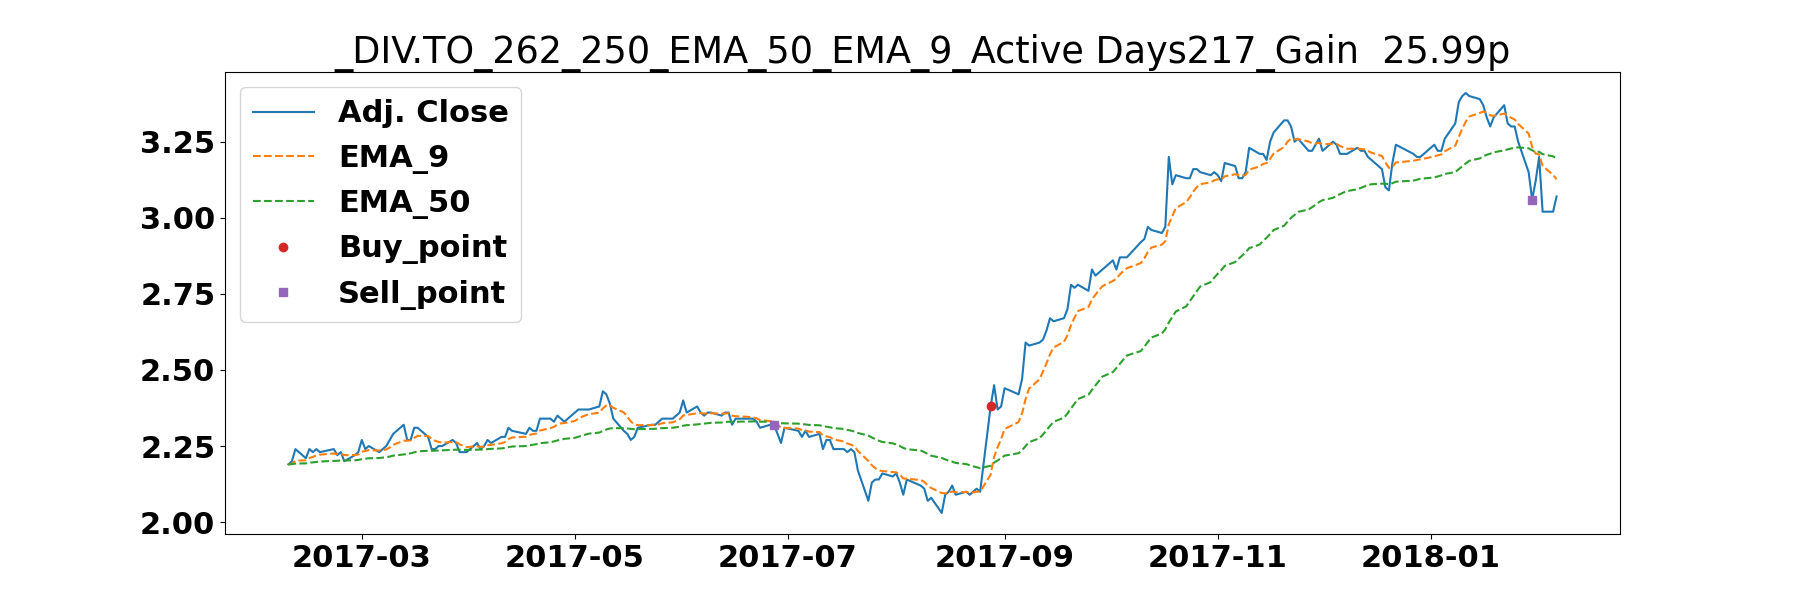 _DIV.TO_262_250_EMA_50_EMA_9_Active Days217_Gain  25.99p
Adj. Close
EMA_9
EMA_50
Buy_point
Sell_point
3.25
3.00
2.75
2.50
2.25
2.00
2017-03 2017-05 2017-07 2017-09 2017-11 2018-01